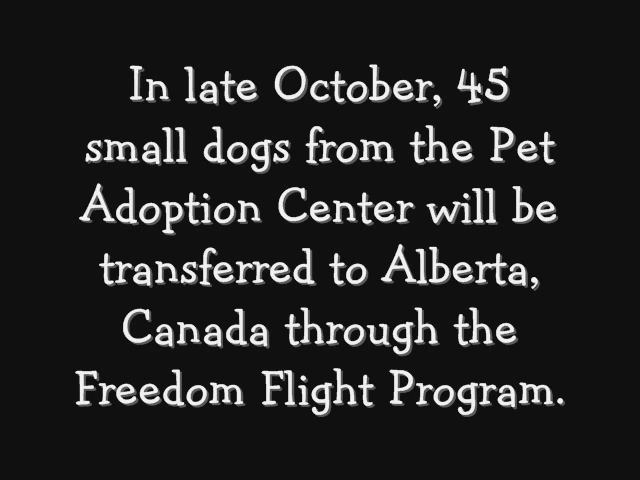 In late October, 45
small dogs from the Pet
Adoption Center will be
transferred to Alberta,
Canada through the
Freedom Flight Program.